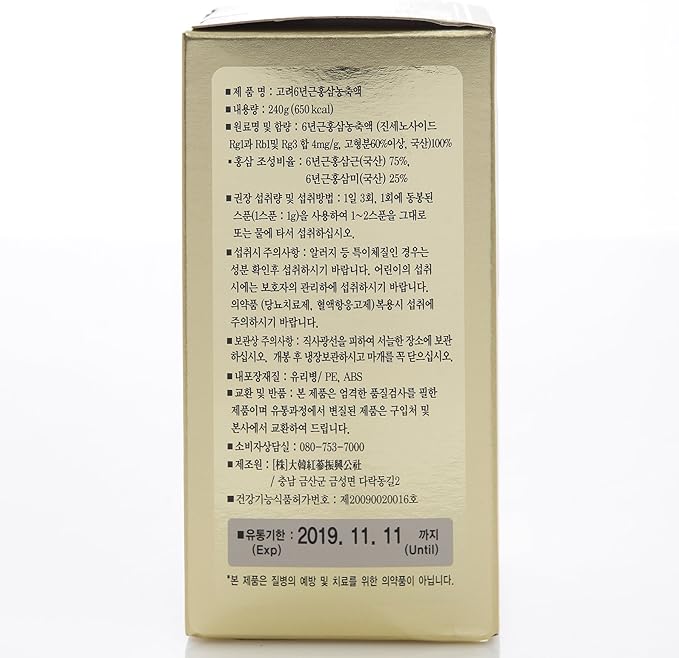 ■제 품 명 : 고려6년근홍삼농축액
■내용량 : 240g (650 kcal)
■원료명 및 함량 : 6년근홍삼농축액 (진세노사이드
Rg1과 Rb1및 Rg3 합 4mg/g, 고형분60%이상, 국산)100%
•홍삼 조성비율 : 6년근홍삼근(국산) 75%,
6년근홍삼미(국산) 25%
■권장 섭취량 및 섭취방법 : 1일 3회, 1회에 동봉된
스푼(1스푼 : 1g)을 사용하여 1~2스푼을 그대로
또는 물에 타서 섭취하십시오.
■섭취시 주의사항 : 알러지 등 특이체질인 경우는
성분 확인후 섭취하시기 바랍니다. 어린이의 섭취
시에는 보호자의 관리하에 섭취하시기 바랍니다.
의약품 (당뇨치료제, 혈액항응고제)복용시 섭취에
주의하시기 바랍니다.
■보관상 주의사항 : 직사광선을 피하여 서늘한 장소에 보관
하십시오. 개봉 후 냉장보관하시고 마개를 꼭 닫으십시오.
■내포장재질 : 유리병/ PE, ABS
■교환 및 반품 : 본 제품은 엄격한 품질검사를 필한
제품이며 유통과정에서 변질된 제품은 구입처 및
본사에서 교환하여 드립니다.
■소비자상담실 : 080-753-7000
■제조원 : [株]大韓紅蔘振興公社
/ 충남 금산군 금성면 다락동길2
■건강기능식품허가번호 : 제20090020016호
■유통기한 : 2019. 11. 11 까지
(Exp) (Until)
*본 제품은 질병의 예방 및 치료를 위한 의약품이 아닙니다.